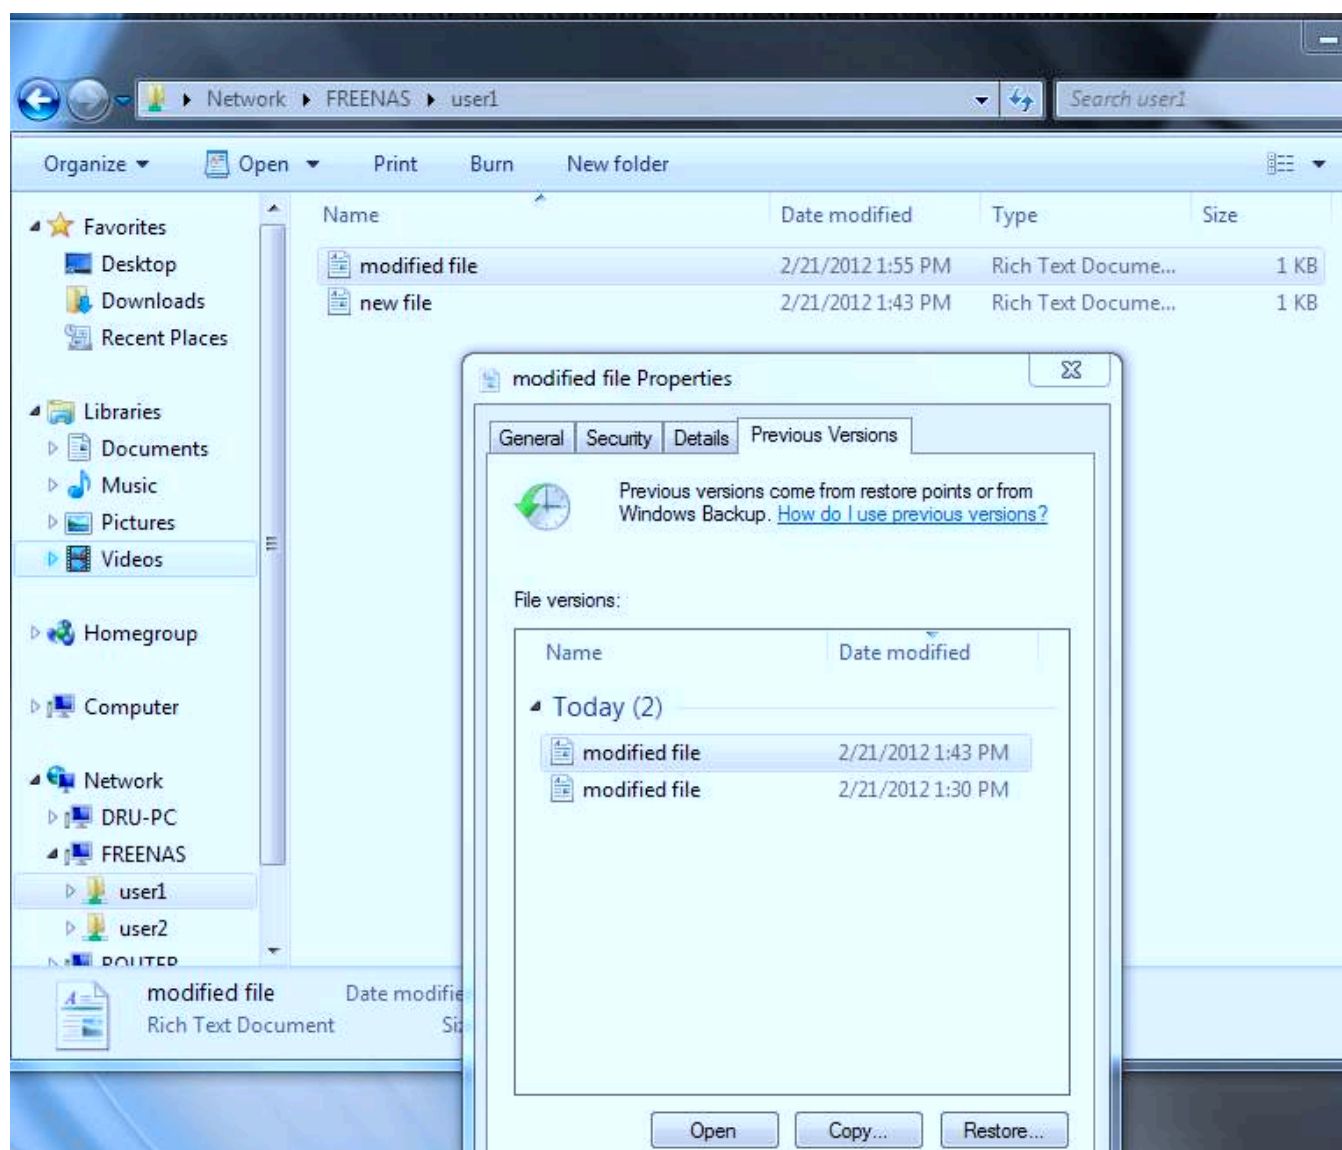 Network FREENAS user1 Search user1
Organize Open Print Burn New folder
Name Date modified Type Size
modified file 2/21/2012 1:55 PM Rich Text Docume... 1 KB
new file 2/21/2012 1:43 PM Rich Text Docume... 1 KB
Favorites
Desktop
Downloads
Recent Places
Libraries
Documents
Music
Pictures
Videos
Homegroup
Computer
Network
DRU-PC
FREENAS
user1
user2
ROUTER
modified file Properties
General Security Details Previous Versions
Previous versions come from restore points or from
Windows Backup. How do I use previous versions?
File versions:
Name Date modified
Today (2)
modified file 2/21/2012 1:43 PM
modified file 2/21/2012 1:30 PM
Open Copy... Restore...
modified file Date modifie
Rich Text Document Siz